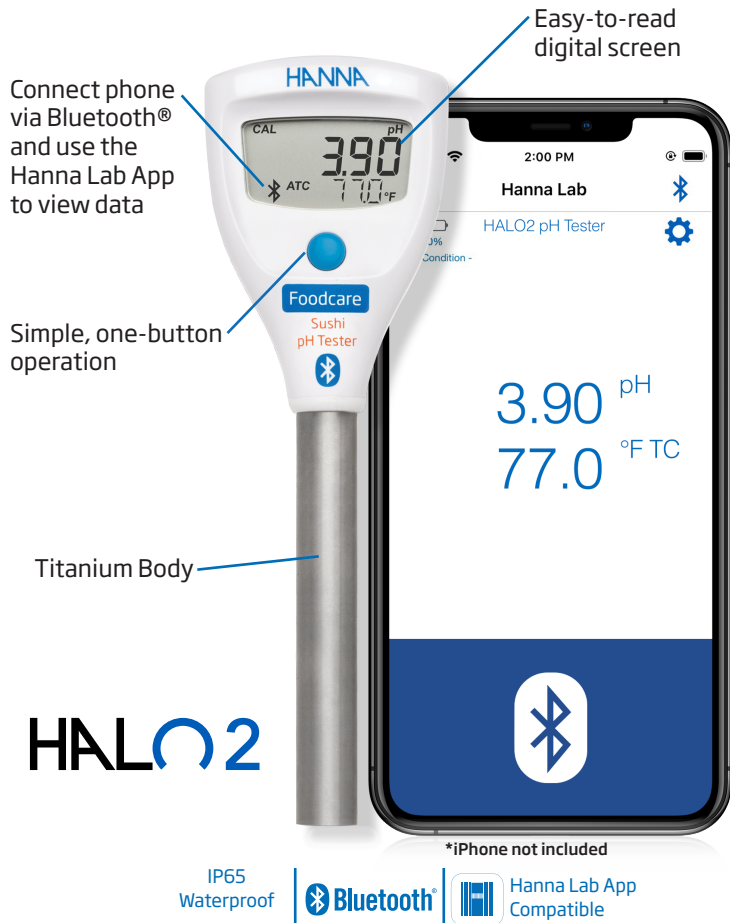 Easy-to-read
digital screen
Connect phone
via Bluetooth®
and use the
Hanna Lab App
to view data
HANNA
CAL
pH
3.90
ATC
77.0 °F
Foodcare
Sushi
pH Tester
Simple, one-button
operation
Titanium Body
2:00 PM
Hanna Lab
HALO2 pH Tester
0%
Condition -
3.90 pH
77.0 °F TC
HALO2
*iPhone not included
IP65
Waterproof
Bluetooth®
Hanna Lab App
Compatible